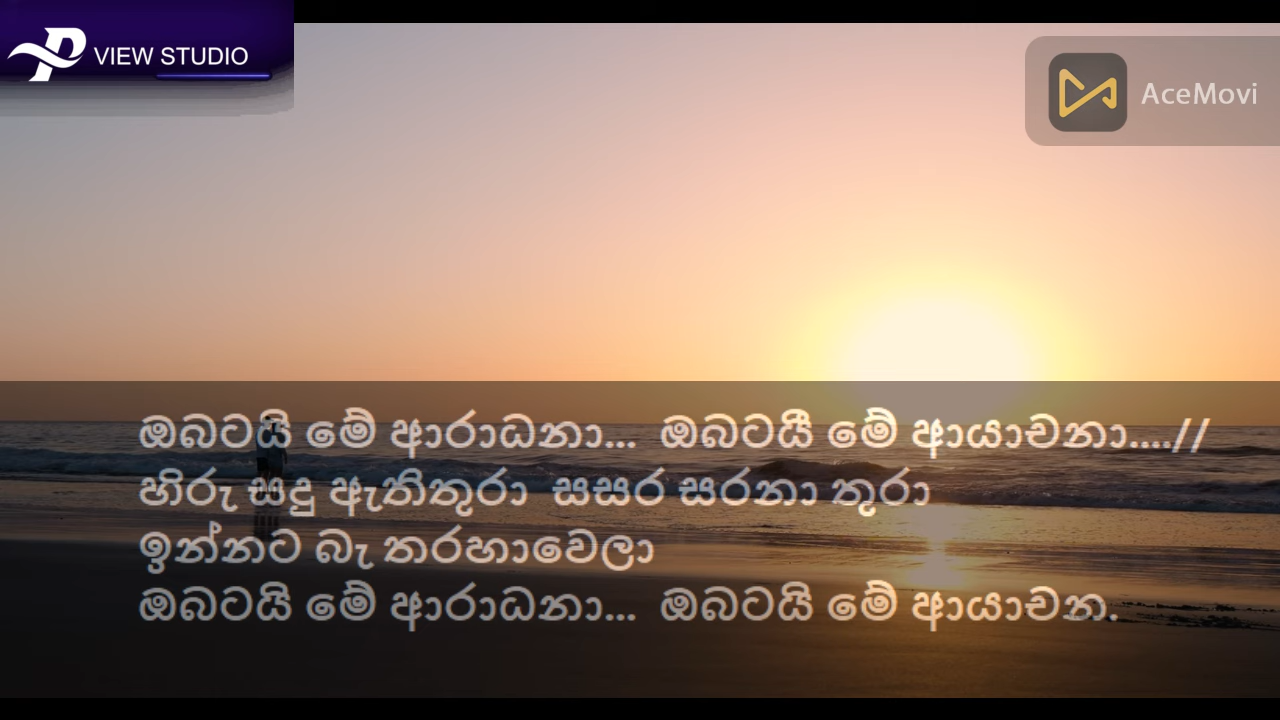 VIEW STUDIO
AceMovi
ඔබටයි මේ ආරාධනා... ඔබටයී මේ ආයාචනා....//
හිරු සඳු ඇතිතුරා සසර සරනා තුරා
ඉන්නට බැ තරහාවෙලා
ඔබටයි මේ ආරාධනා... ඔබටයි මේ ආයාචන.